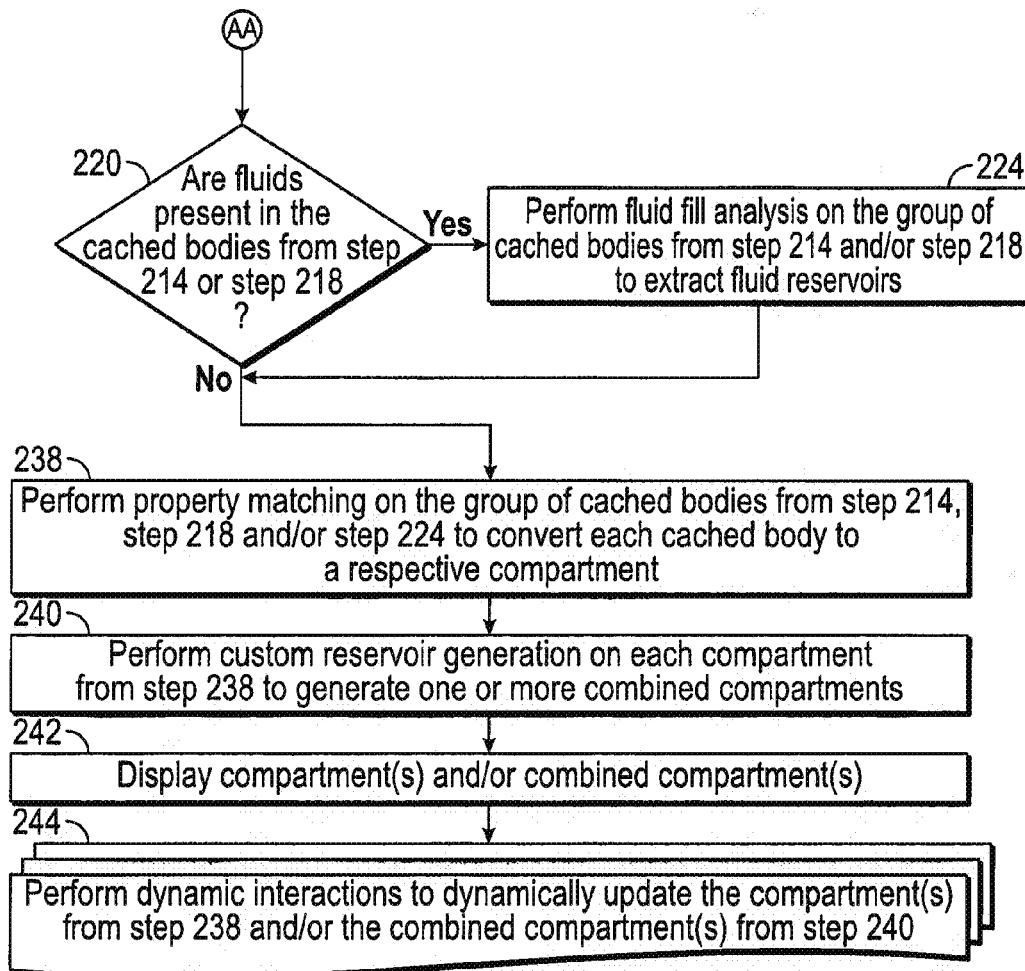 AA
220
Are fluids
present in the
cached bodies from step
214 or step 218
?
Yes
224
Perform fluid fill analysis on the group of
cached bodies from step 214 and/or step 218
to extract fluid reservoirs
No
238
Perform property matching on the group of cached bodies from step 214,
step 218 and/or step 224 to convert each cached body to
a respective compartment
240
Perform custom reservoir generation on each compartment
from step 238 to generate one or more combined compartments
242
Display compartment(s) and/or combined compartment(s)
244
Perform dynamic interactions to dynamically update the compartment(s)
from step 238 and/or the combined compartment(s) from step 240